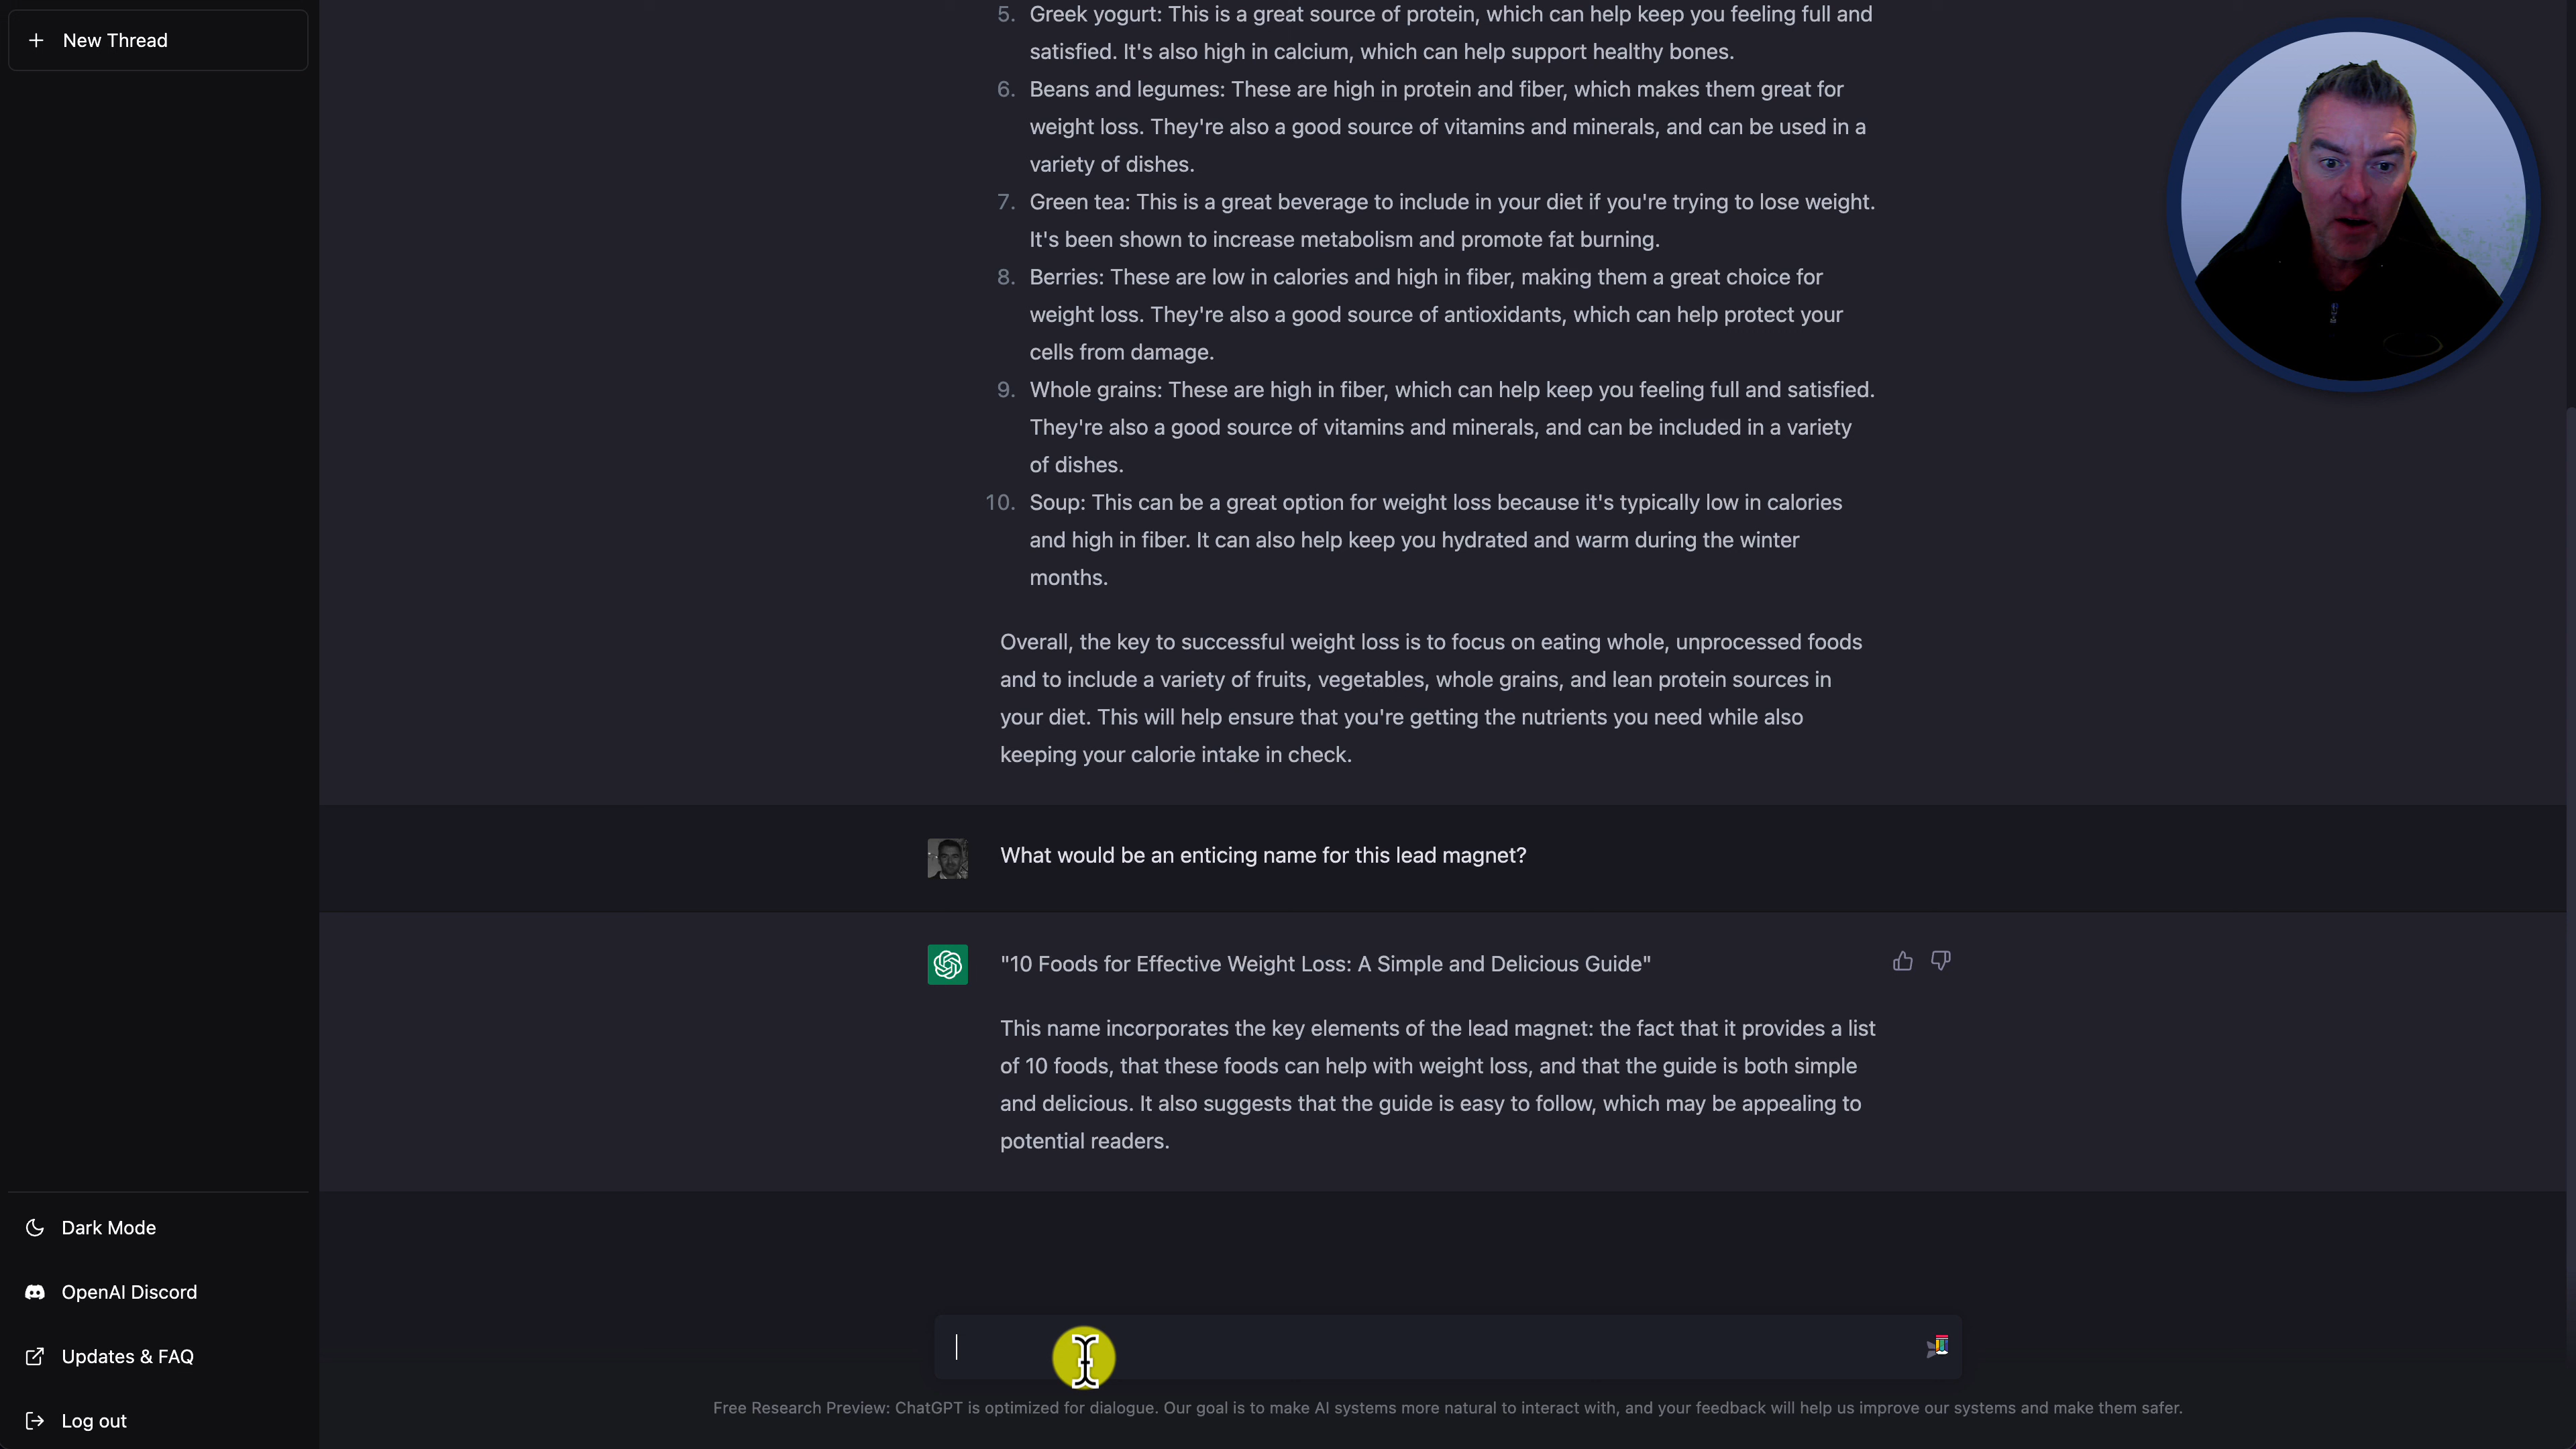 New Thread
5. Greek yogurt: This is a great source of protein, which can help keep you feeling full and
satisfied. It's also high in calcium, which can help support healthy bones.
6. Beans and legumes: These are high in protein and fiber, which makes them great for
weight loss. They're also a good source of vitamins and minerals, and can be used in a
variety of dishes.
7. Green tea: This is a great beverage to include in your diet if you're trying to lose weight.
It's been shown to increase metabolism and promote fat burning.
8. Berries: These are low in calories and high in fiber, making them a great choice for
weight loss. They're also a good source of antioxidants, which can help protect your
cells from damage.
9. Whole grains: These are high in fiber, which can help keep you feeling full and satisfied.
They're also a good source of vitamins and minerals, and can be included in a variety
of dishes.
10. Soup: This can be a great option for weight loss because it's typically low in calories
and high in fiber. It can also help keep you hydrated and warm during the winter
months.
Overall, the key to successful weight loss is to focus on eating whole, unprocessed foods
and to include a variety of fruits, vegetables, whole grains, and lean protein sources in
your diet. This will help ensure that you're getting the nutrients you need while also
keeping your calorie intake in check.
What would be an enticing name for this lead magnet?
"10 Foods for Effective Weight Loss: A Simple and Delicious Guide"
This name incorporates the key elements of the lead magnet: the fact that it provides a list
of 10 foods, that these foods can help with weight loss, and that the guide is both simple
and delicious. It also suggests that the guide is easy to follow, which may be appealing to
potential readers.
Dark Mode
OpenAI Discord
Updates & FAQ
Log out
Free Research Preview: ChatGPT is optimized for dialogue. Our goal is to make AI systems more natural to interact with, and your feedback will help us improve our systems and make them safer.